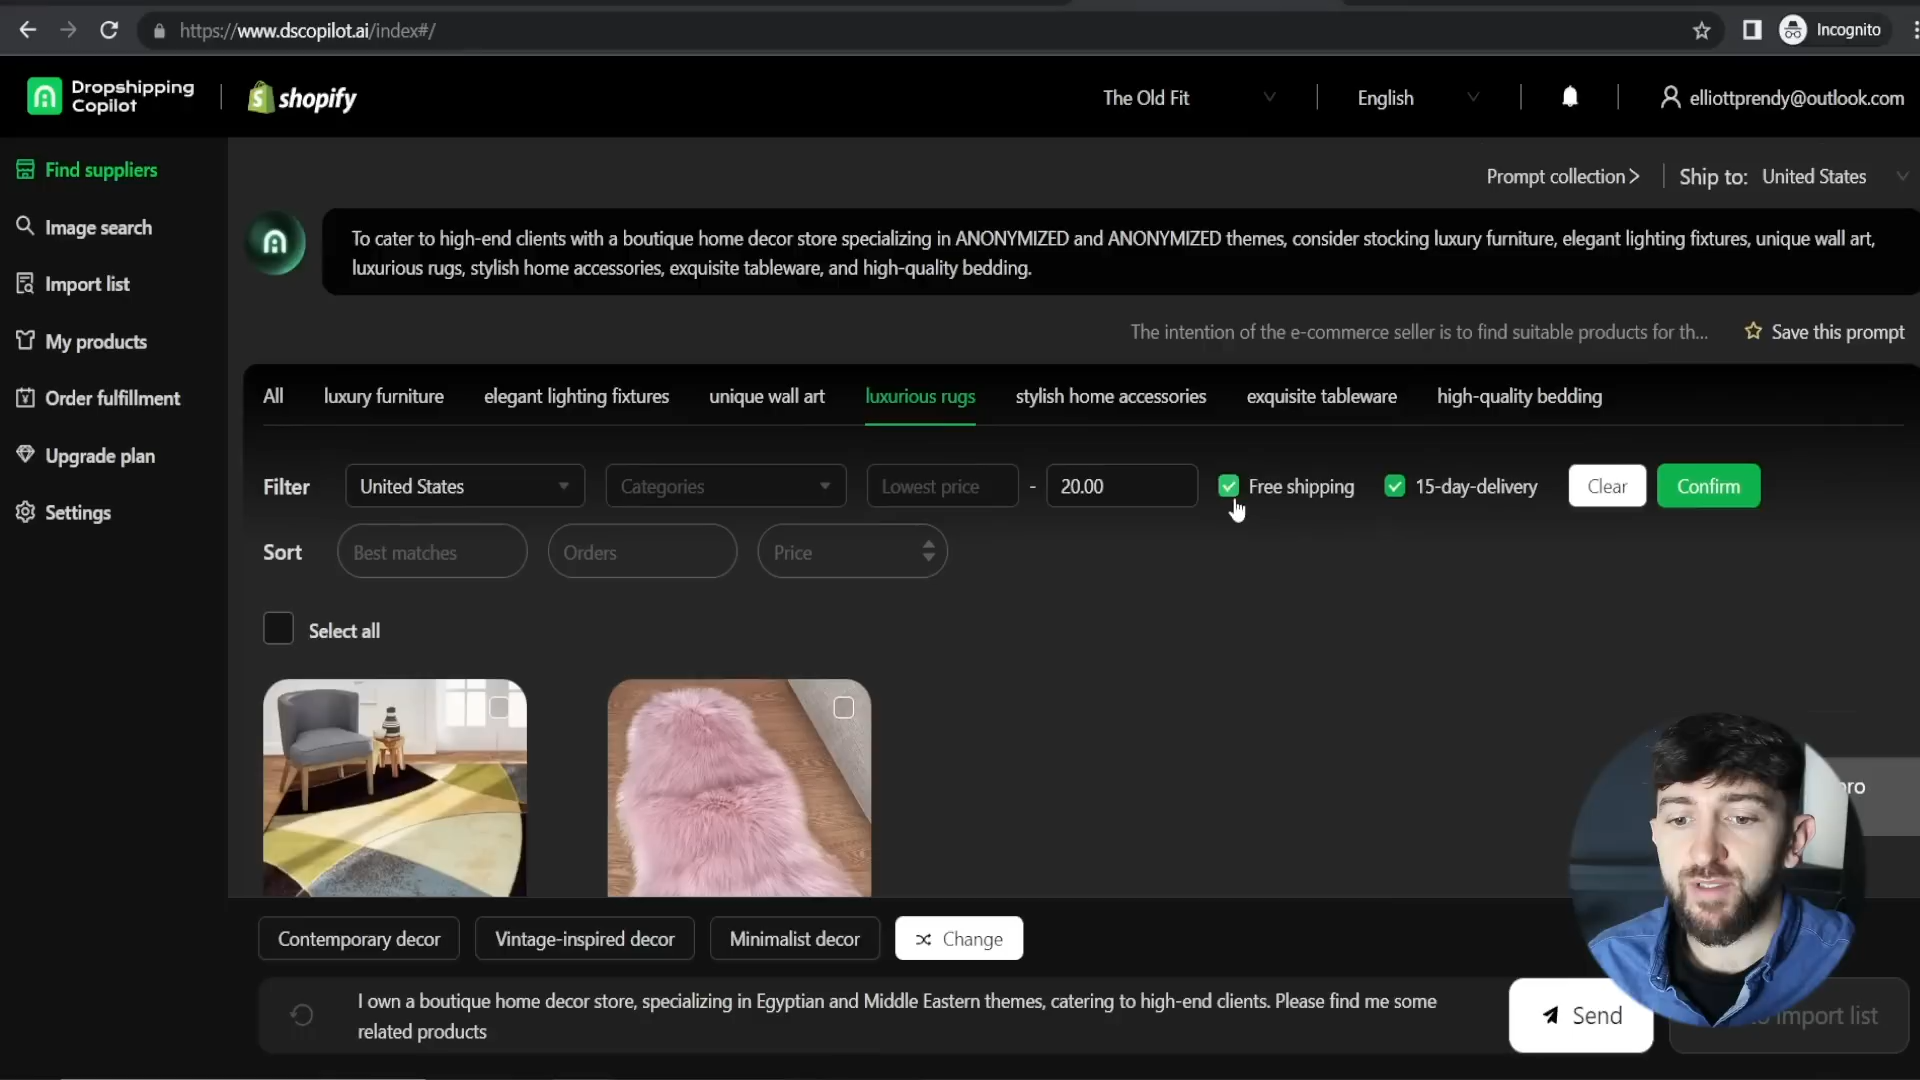 https://www.dscopilot.ai/index#/
Incognito
Dropshipping
Copilot
shopify
The Old Fit
English
elliottprendy@outlook.com
Find suppliers
Image search
Import list
My products
Order fulfillment
Upgrade plan
Settings
Prompt collection >
Ship to: United States
To cater to high-end clients with a boutique home decor store specializing in ANONYMIZED and ANONYMIZED themes, consider stocking luxury furniture, elegant lighting fixtures, unique wall art,
luxurious rugs, stylish home accessories, exquisite tableware, and high-quality bedding.
The intention of the e-commerce seller is to find suitable products for th...
Save this prompt
All luxury furniture elegant lighting fixtures unique wall art luxurious rugs stylish home accessories exquisite tableware high-quality bedding
Filter United States Categories Lowest price - 20.00 Free shipping 15-day-delivery Clear Confirm
Sort Best matches Orders Price
Select all
Contemporary decor Vintage-inspired decor Minimalist decor Change
I own a boutique home decor store, specializing in Egyptian and Middle Eastern themes, catering to high-end clients. Please find me some
related products
Send
import list